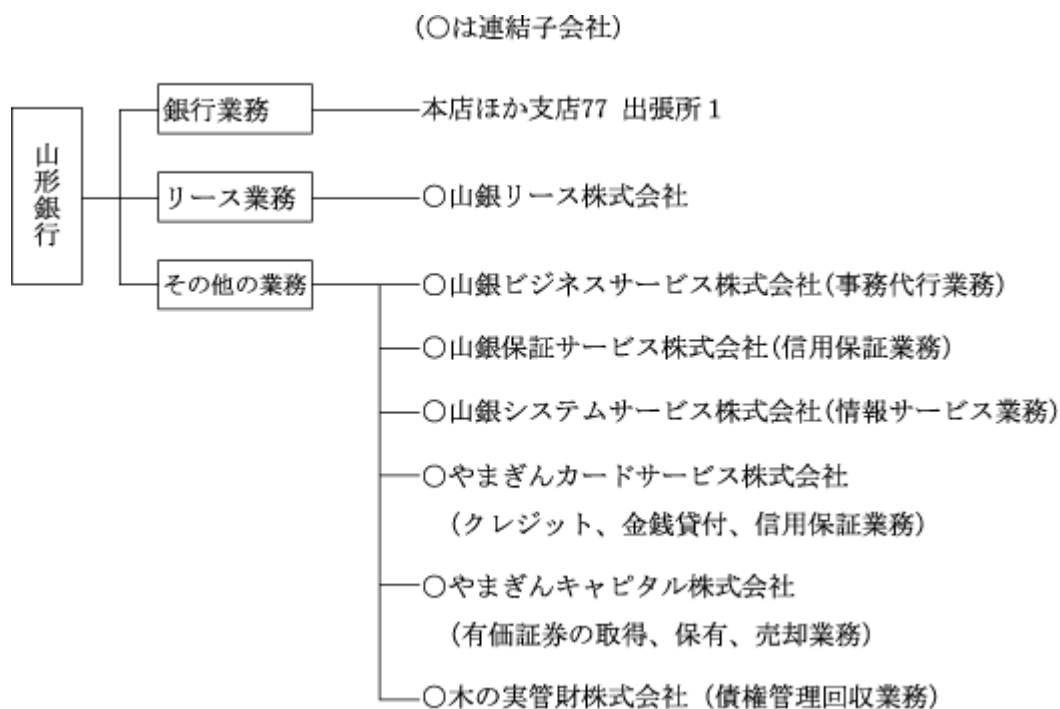 (○は連結子会社)
山形銀行
銀行業務
本店ほか支店77 出張所1
リース業務
○山銀リース株式会社
その他の業務
○山銀ビジネスサービス株式会社(事務代行業務)
○山銀保証サービス株式会社(信用保証業務)
○山銀システムサービス株式会社(情報サービス業務)
○やまぎんカードサービス株式会社
(クレジット、金銭貸付、信用保証業務)
○やまぎんキャピタル株式会社
(有価証券の取得、保有、売却業務)
○木の実管財株式会社 (債権管理回収業務)